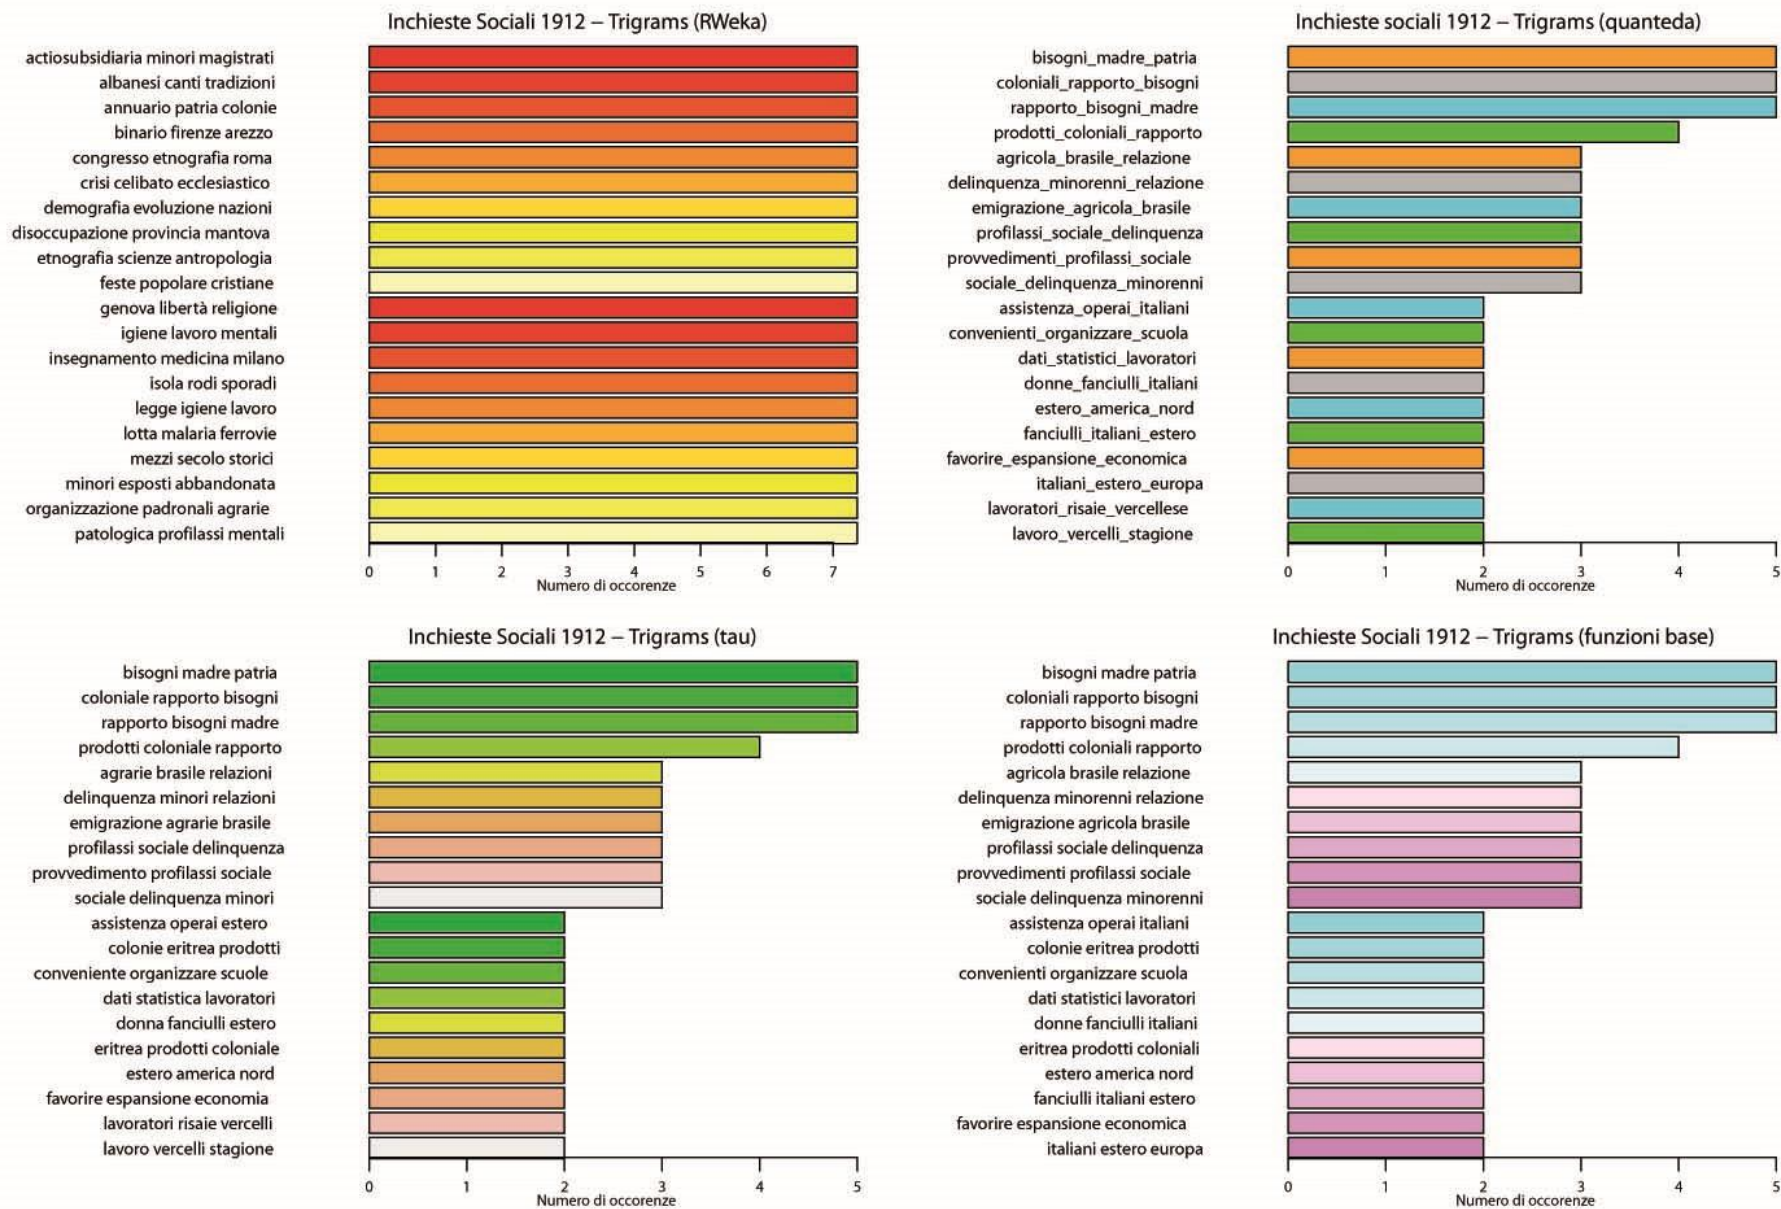 Inchieste Sociali 1912 – Trigrams (RWeka)
actiosubsidiaria minori magistrati
albanesi canti tradizioni
annuario patria colonie
binario firenze arezzo
congresso etnografia roma
crisi celibato ecclesiastico
demografia evoluzione nazioni
disoccupazione provincia mantova
etnografia scienze antropologia
feste popolare cristiane
genova libertà religione
igiene lavoro mentali
insegnamento medicina milano
isola rodi sporadi
legge igiene lavoro
lotta malaria ferrovie
mezzi secolo storici
minori esposti abbandonata
organizzazione padronali agrarie
patologica profilassi mentali
0 1 2 3 4 5 6 7
Numero di occorenze
Inchieste sociali 1912 – Trigrams (quanteda)
bisogni_madre_patria
coloniali_rapporto_bisogni
rapporto_bisogni_madre
prodotti_coloniali_rapporto
agricola_brasile_relazione
delinquenza_minorenni_relazione
emigrazione_agricola_brasile
profilassi_sociale_delinquenza
provvedimenti_profilassi_sociale
sociale_delinquenza_minorenni
assistenza_operai_italiani
convenienti_organizzare_scuola
dati_statistici_lavoratori
donne_fanciulli_italiani
estero_america_nord
fanciulli_italiani_estero
favorire_espansione_economica
italiani_estero_europa
lavoratori_risaie_vercellese
lavoro_vercelli_stagione
0 1 2 3 4 5
Numero di occorenze
Inchieste Sociali 1912 – Trigrams (tau)
bisogni madre patria
coloniale rapporto bisogni
rapporto bisogni madre
prodotti coloniale rapporto
agrarie brasile relazioni
delinquenza minori relazioni
emigrazione agrarie brasile
profilassi sociale delinquenza
provvedimento profilassi sociale
sociale delinquenza minori
assistenza operai estero
colonie eritrea prodotti
conveniente organizzare scuole
dati statistica lavoratori
donna fanciulli estero
eritrea prodotti coloniale
estero america nord
favorire espansione economia
lavoratori risaie vercelli
lavoro vercelli stagione
0 1 2 3 4 5
Numero di occorenze
Inchieste Sociali 1912 – Trigrams (funzioni base)
bisogni madre patria
coloniali rapporto bisogni
rapporto bisogni madre
prodotti coloniali rapporto
agricola brasile relazione
delinquenza minorenni relazione
emigrazione agricola brasile
profilassi sociale delinquenza
provvedimenti profilassi sociale
sociale delinquenza minorenni
assistenza operai italiani
colonie eritrea prodotti
convenienti organizzare scuola
dati statistici lavoratori
donne fanciulli italiani
eritrea prodotti coloniali
estero america nord
fanciulli italiani estero
favorire espansione economica
italiani estero europa
0 1 2 3 4 5
Numero di occorenze